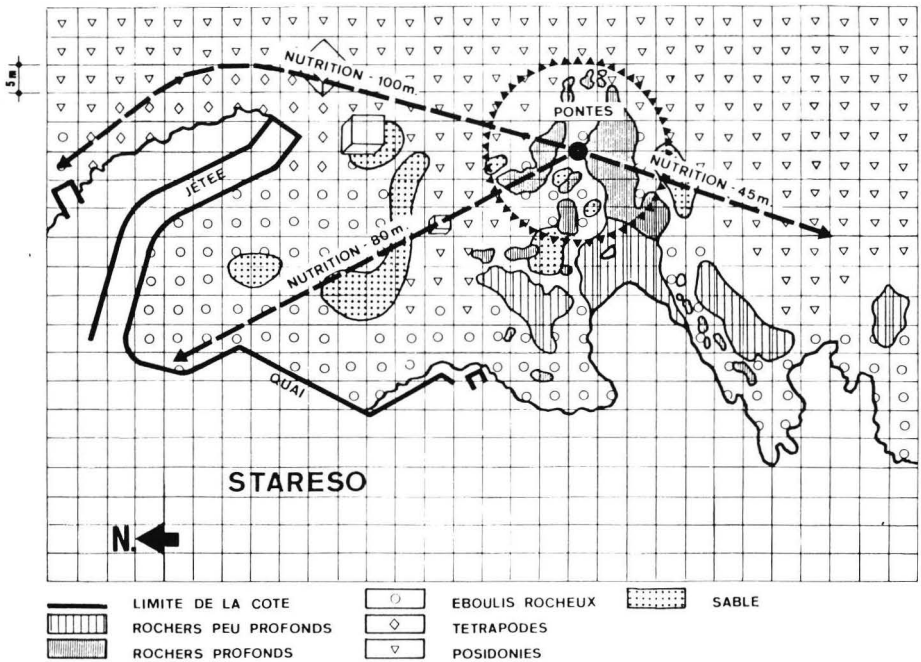 5 m
NUTRITION - 100m.
PONTES
NUTRITION - 45m.
JÉTÉE
NUTRITION - 80m
QUAI
STARESO
N.
LIMITE DE LA COTE
EBOULIS ROCHEUX
SABLE
ROCHERS PEU PROFONDS
TETRAPODES
ROCHERS PROFONDS
POSIDONIES